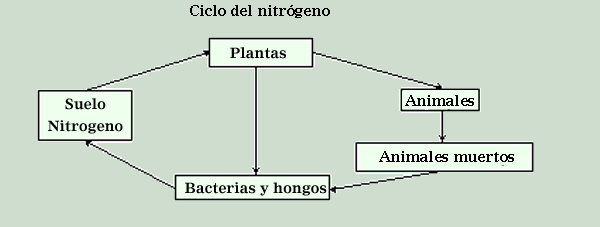 Ciclo del nitrógeno
Plantas
Animales
Suelo
Nitrogeno
Animales muertos
Bacterias y hongos